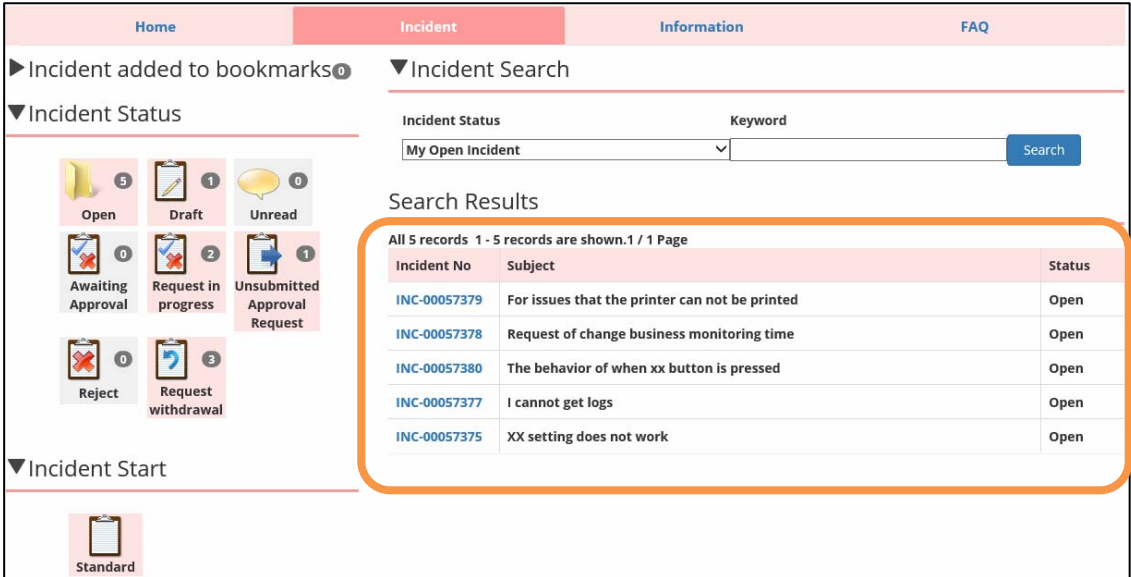 Home Incident Information FAQ
▶Incident added to bookmarks 0
▼Incident Status
5 1 0
Open Draft Unread
0 2 1
Awaiting Approval Request in progress Unsubmitted Approval Request
0 3
Reject Request withdrawal
▼Incident Start
Standard
▼Incident Search
Incident Status Keyword
My Open Incident Search
Search Results
All 5 records 1 - 5 records are shown.1 / 1 Page
Incident No Subject Status
INC-00057379 For issues that the printer can not be printed Open
INC-00057378 Request of change business monitoring time Open
INC-00057380 The behavior of when xx button is pressed Open
INC-00057377 I cannot get logs Open
INC-00057375 XX setting does not work Open